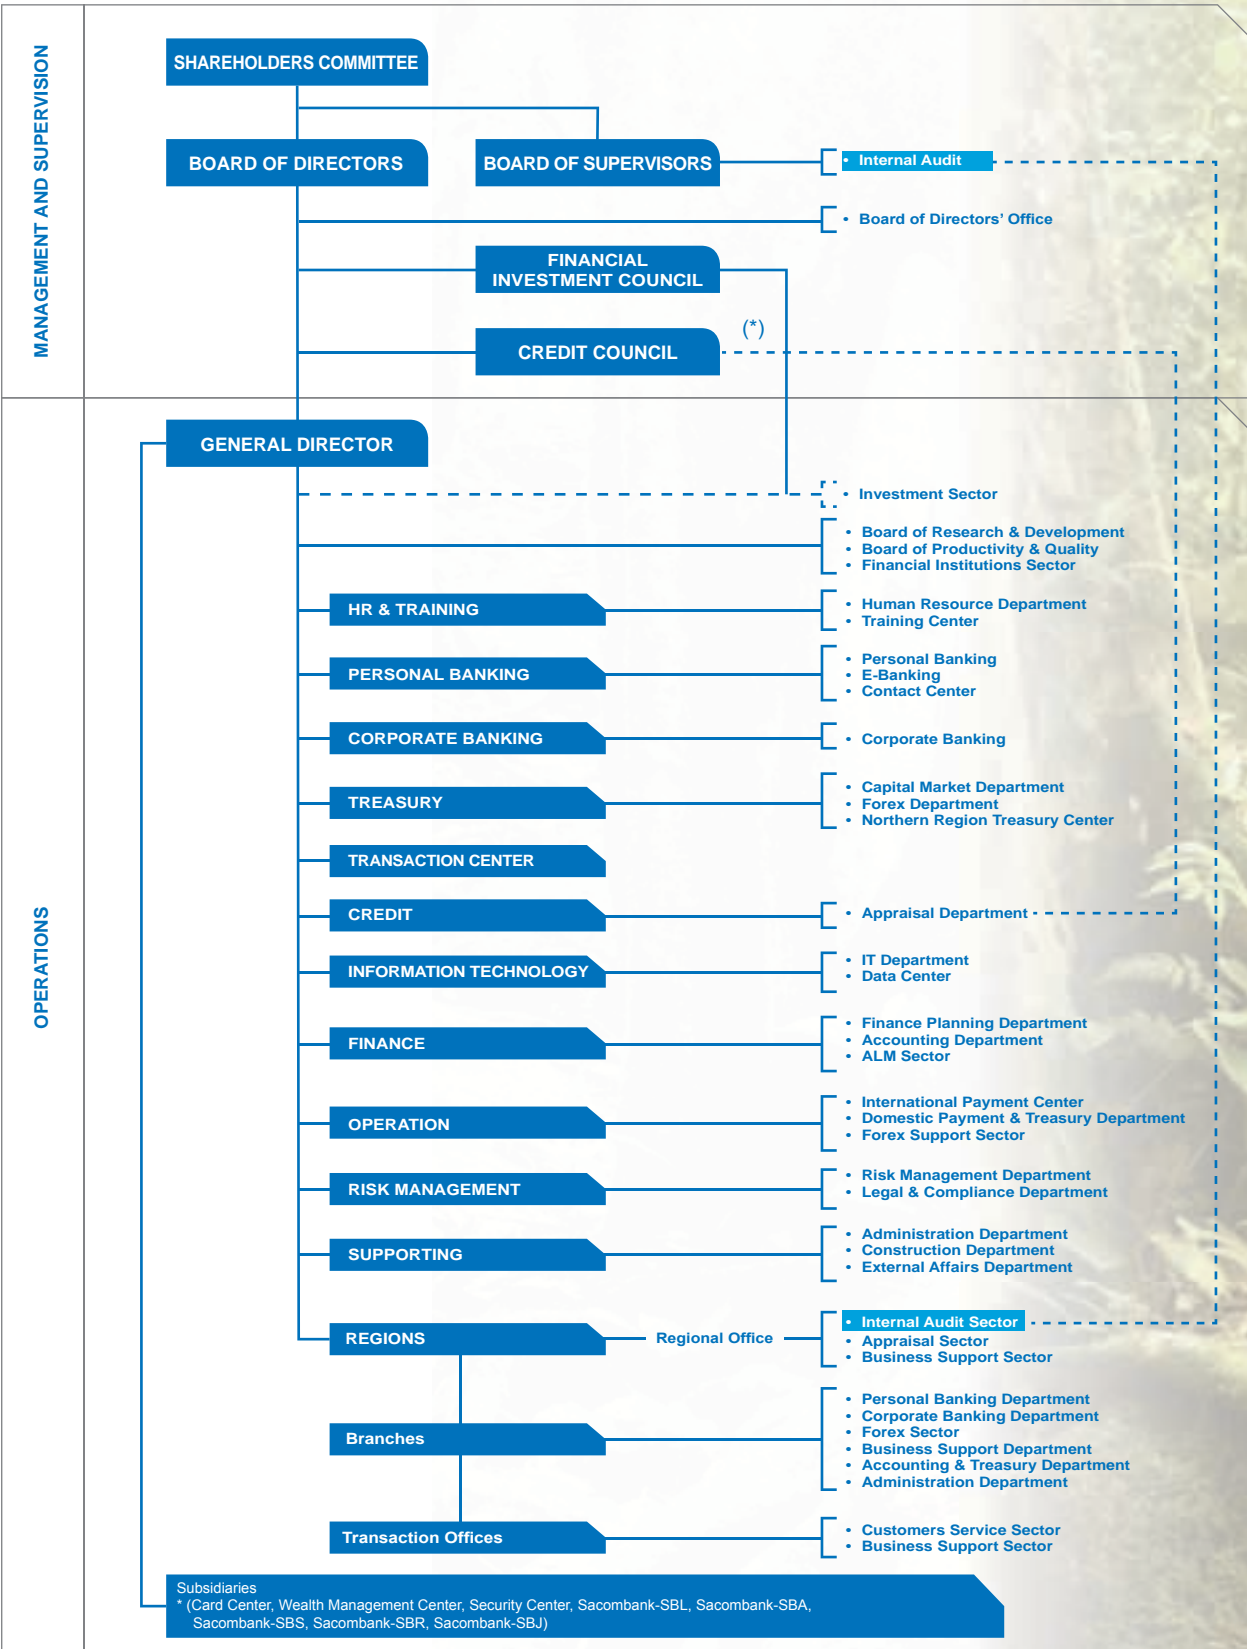 MANAGEMENT AND SUPERVISION
SHAREHOLDERS COMMITTEE
BOARD OF DIRECTORS
BOARD OF SUPERVISORS
• Internal Audit
• Board of Directors’ Office
FINANCIAL
INVESTMENT COUNCIL
(*)
CREDIT COUNCIL
OPERATIONS
GENERAL DIRECTOR
• Investment Sector
• Board of Research & Development
• Board of Productivity & Quality
• Financial Institutions Sector
HR & TRAINING
• Human Resource Department
• Training Center
PERSONAL BANKING
• Personal Banking
• E-Banking
• Contact Center
CORPORATE BANKING
• Corporate Banking
TREASURY
• Capital Market Department
• Forex Department
• Northern Region Treasury Center
TRANSACTION CENTER
CREDIT
• Appraisal Department
INFORMATION TECHNOLOGY
• IT Department
• Data Center
FINANCE
• Finance Planning Department
• Accounting Department
• ALM Sector
OPERATION
• International Payment Center
• Domestic Payment & Treasury Department
• Forex Support Sector
RISK MANAGEMENT
• Risk Management Department
• Legal & Compliance Department
SUPPORTING
• Administration Department
• Construction Department
• External Affairs Department
REGIONS
Regional Office
• Internal Audit Sector
• Appraisal Sector
• Business Support Sector
Branches
• Personal Banking Department
• Corporate Banking Department
• Forex Sector
• Business Support Department
• Accounting & Treasury Department
• Administration Department
Transaction Offices
• Customers Service Sector
• Business Support Sector
Subsidiaries
* (Card Center, Wealth Management Center, Security Center, Sacombank-SBL, Sacombank-SBA,
Sacombank-SBS, Sacombank-SBR, Sacombank-SBJ)